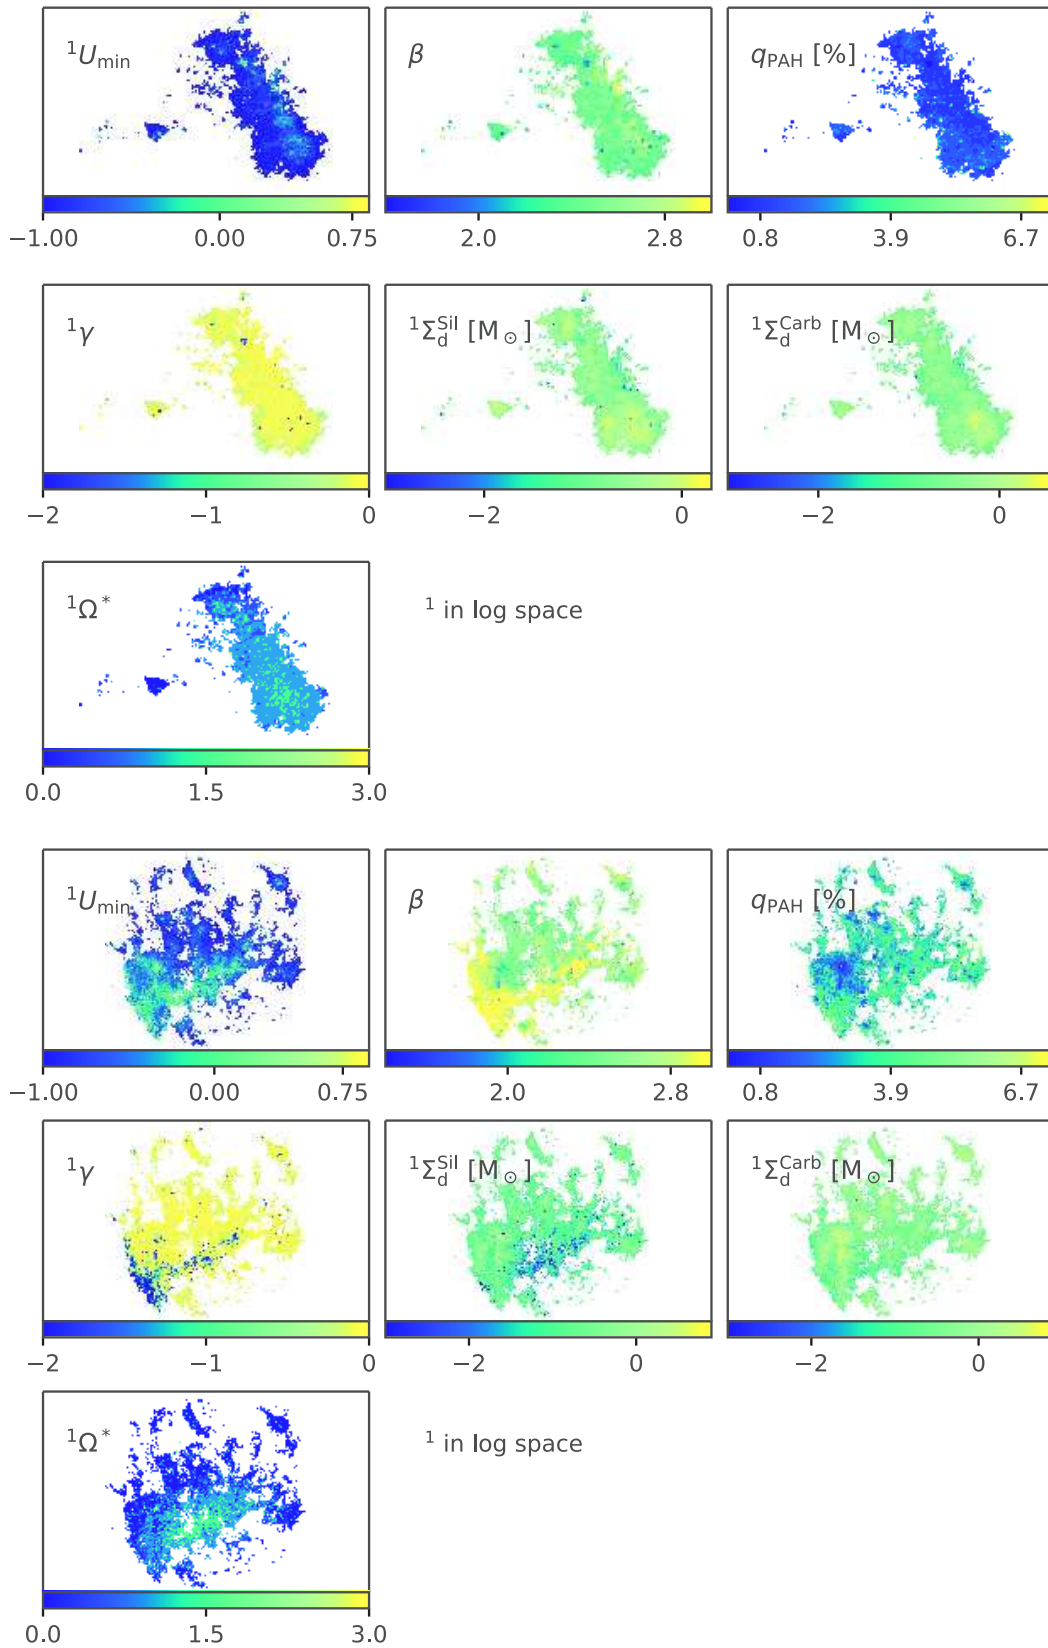 ¹U_min β q_PAH [%]
−1.00 0.00 0.75 2.0 2.8 0.8 3.9 6.7
¹γ ¹Σ_d^Sil [M_⊙] ¹Σ_d^Carb [M_⊙]
−2 −1 0 −2 0 −2 0
¹Ω* ¹ in log space
0.0 1.5 3.0
¹U_min β q_PAH [%]
−1.00 0.00 0.75 2.0 2.8 0.8 3.9 6.7
¹γ ¹Σ_d^Sil [M_⊙] ¹Σ_d^Carb [M_⊙]
−2 −1 0 −2 0 −2 0
¹Ω* ¹ in log space
0.0 1.5 3.0